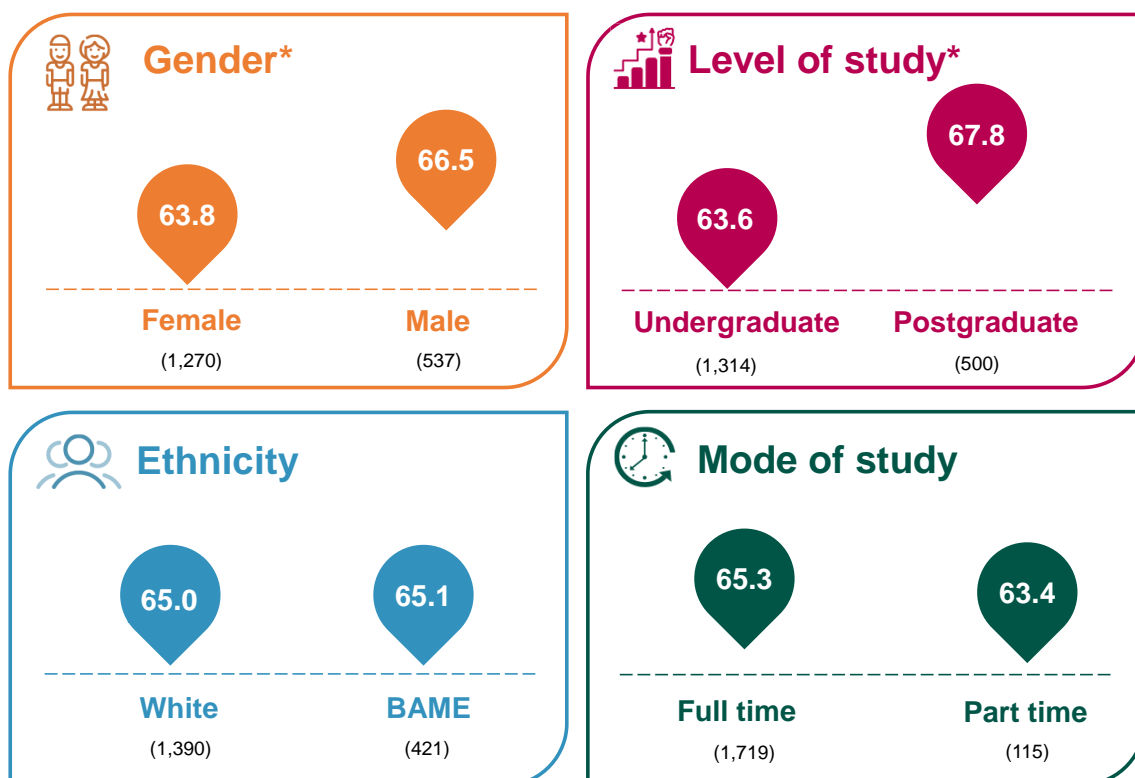 Gender*
63.8
66.5
Female
Male
(1,270)
(537)
Level of study*
63.6
67.8
Undergraduate
Postgraduate
(1,314)
(500)
Ethnicity
65.0
65.1
White
BAME
(1,390)
(421)
Mode of study
65.3
63.4
Full time
Part time
(1,719)
(115)